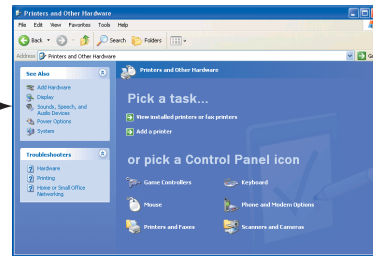 Printers and Other Hardware
File Edit View Favorites Tools Help
Back Search Folders
Address Printers and Other Hardware Go
See Also
Add Hardware
Display
Sounds, Speech, and
Audio Devices
Power Options
System
Troubleshooters
Hardware
Printing
Home or Small Office
Networking
Printers and Other Hardware
Pick a task...
View installed printers or fax printers
Add a printer
or pick a Control Panel icon
Game Controllers
Keyboard
Mouse
Phone and Modem Options
Printers and Faxes
Scanners and Cameras